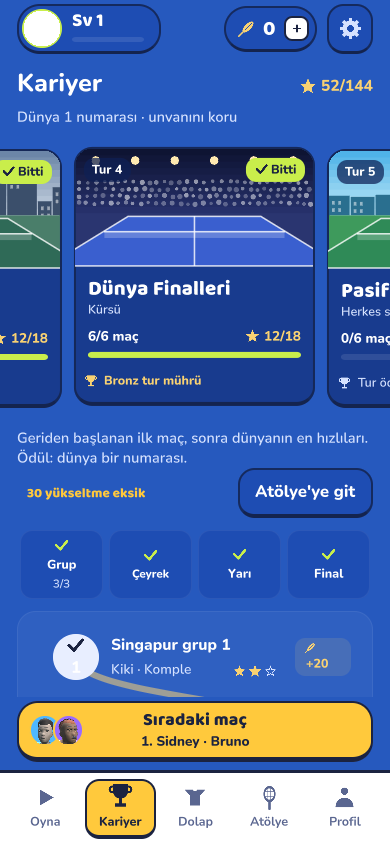 Sv 1
0 +
Kariyer
52/144
Dünya 1 numarası · unvanını koru
Bitti
12/18
Tur 4
Bitti
Dünya Finalleri
Kürsü
6/6 maç
12/18
Bronz tur mührü
Tur 5
Pasif
Herkes s
0/6 maç
Tur öd
Geriden başlanan ilk maç, sonra dünyanın en hızlıları.
Ödül: dünya bir numarası.
30 yükseltme eksik
Atölye'ye git
Grup
3/3
Çeyrek
Yarı
Final
1
Singapur grup 1
Kiki · Komple
+20
Sıradaki maç
1. Sidney · Bruno
Oyna
Kariyer
Dolap
Atölye
Profil